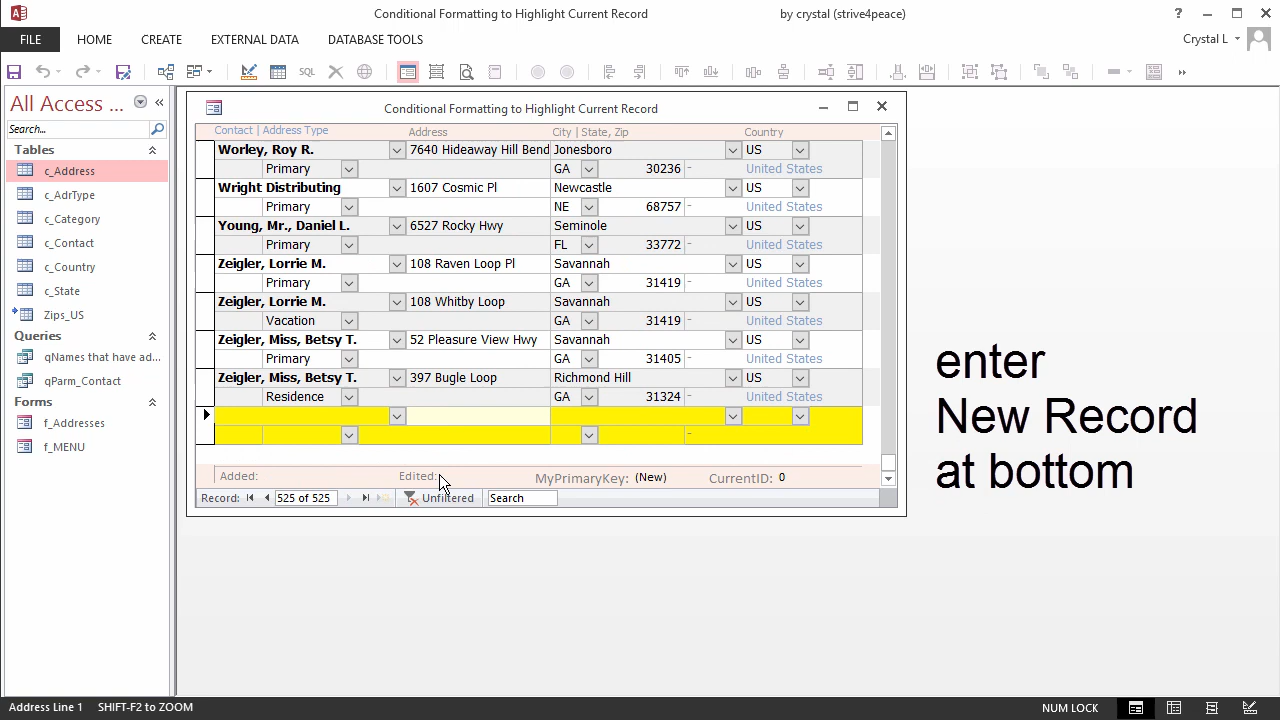 Conditional Formatting to Highlight Current Record by crystal (strive4peace) ?
FILE HOME CREATE EXTERNAL DATA DATABASE TOOLS Crystal L
SQL
All Access ...
Search...
Tables
c_Address
c_AdrType
c_Category
c_Contact
c_Country
c_State
Zips_US
Queries
qNames that have ad...
qParm_Contact
Forms
f_Addresses
f_MENU
Conditional Formatting to Highlight Current Record
Contact | Address Type Address City | State, Zip Country
Worley, Roy R. 7640 Hideaway Hill Bend Jonesboro US
Primary GA 30236 - United States
Wright Distributing 1607 Cosmic Pl Newcastle US
Primary NE 68757 - United States
Young, Mr., Daniel L. 6527 Rocky Hwy Seminole US
Primary FL 33772 - United States
Zeigler, Lorrie M. 108 Raven Loop Pl Savannah US
Primary GA 31419 - United States
Zeigler, Lorrie M. 108 Whitby Loop Savannah US
Vacation GA 31419 - United States
Zeigler, Miss, Betsy T. 52 Pleasure View Hwy Savannah US
Primary GA 31405 - United States
Zeigler, Miss, Betsy T. 397 Bugle Loop Richmond Hill US
Residence GA 31324 - United States
-
Added: Edited: MyPrimaryKey: (New) CurrentID: 0
Record: 525 of 525 Unfiltered Search
enter
New Record
at bottom
Address Line 1 SHIFT-F2 to ZOOM NUM LOCK